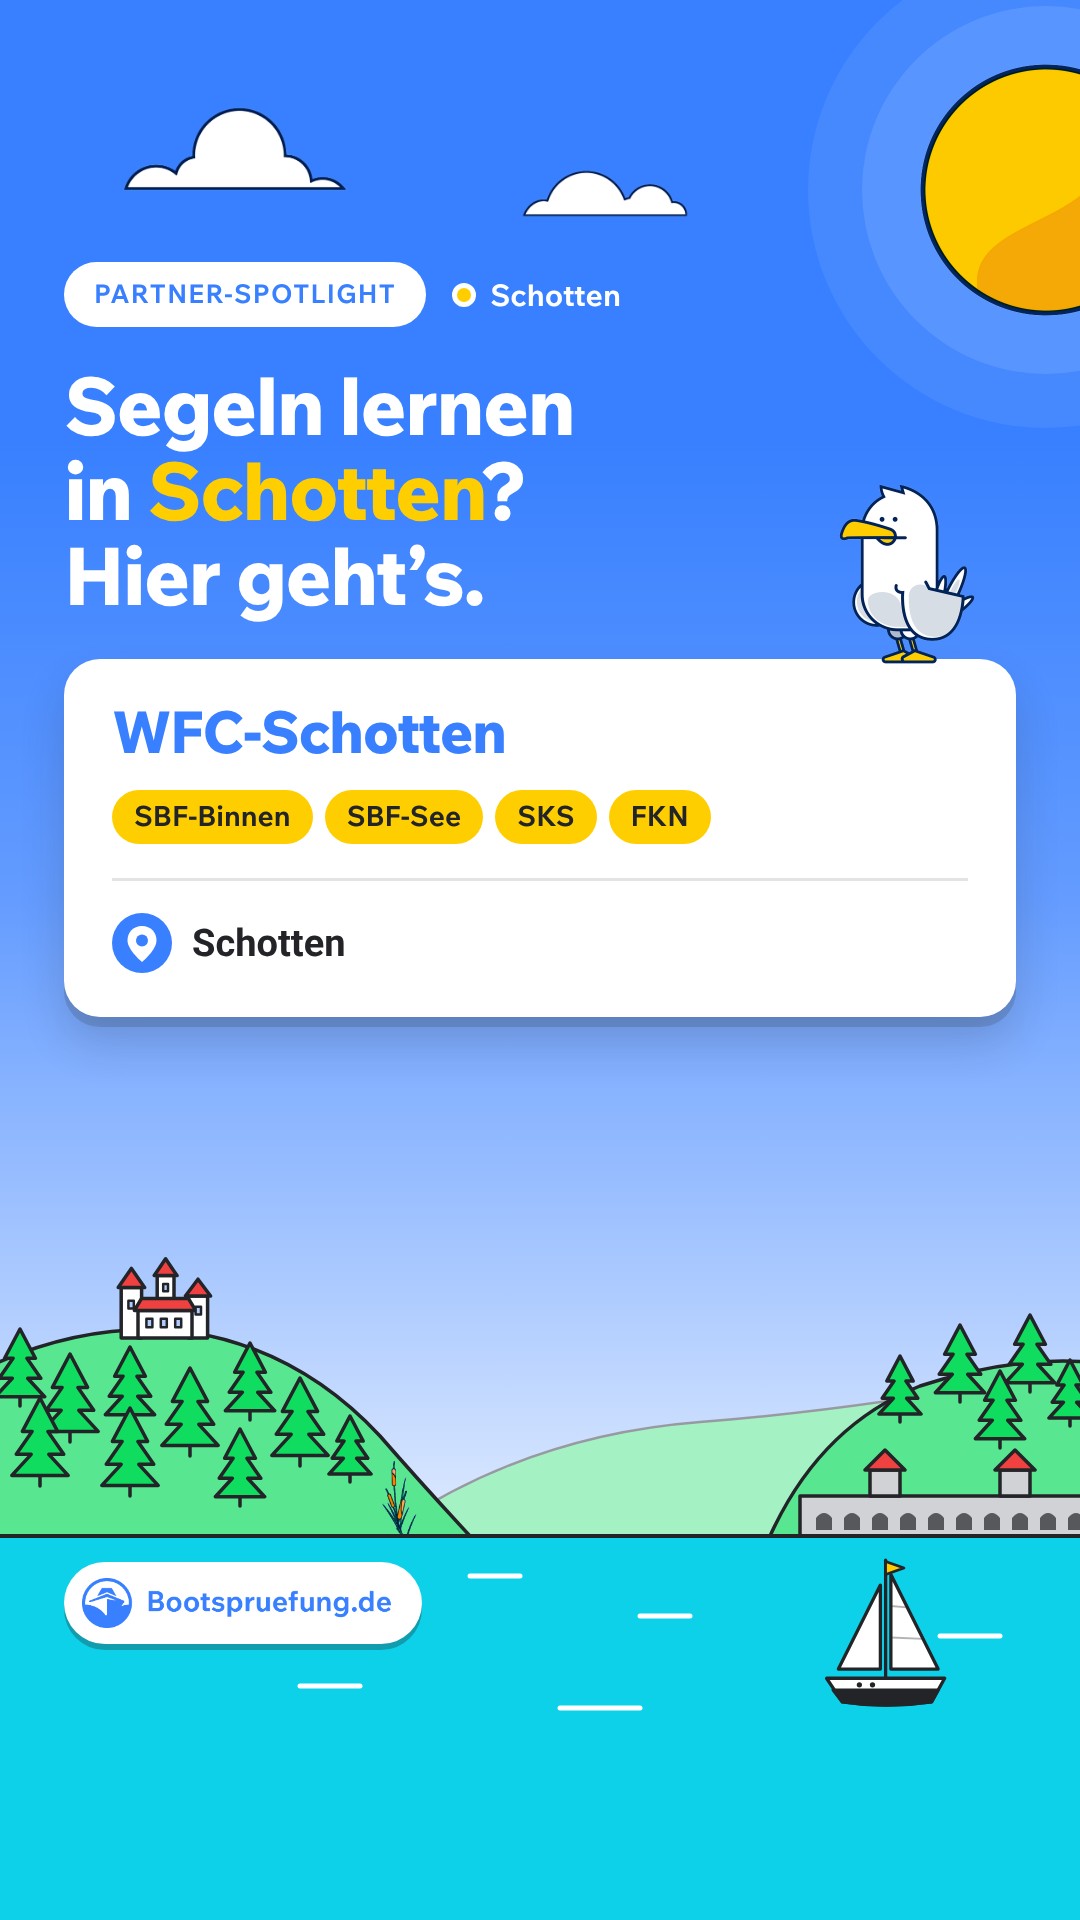 PARTNER-SPOTLIGHT
Schotten
Segeln lernen
in Schotten?
Hier geht’s.
WFC-Schotten
SBF-Binnen SBF-See SKS FKN
Schotten
Bootspruefung.de